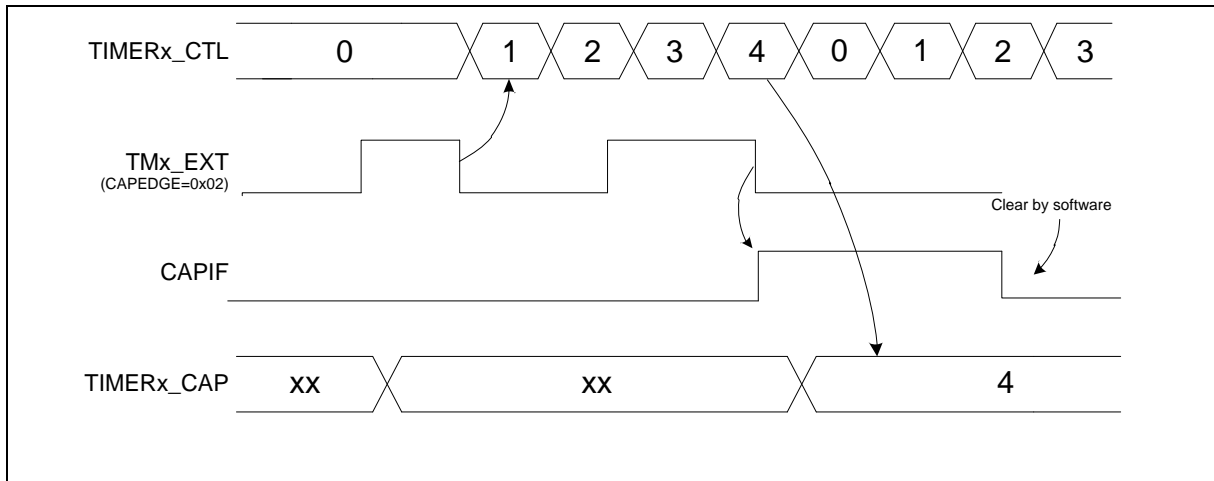 TIMERx_CTL 0 1 2 3 4 0 1 2 3
TMx_EXT
(CAPEDGE=0x02)
Clear by software
CAPIF
TIMERx_CAP xx xx 4